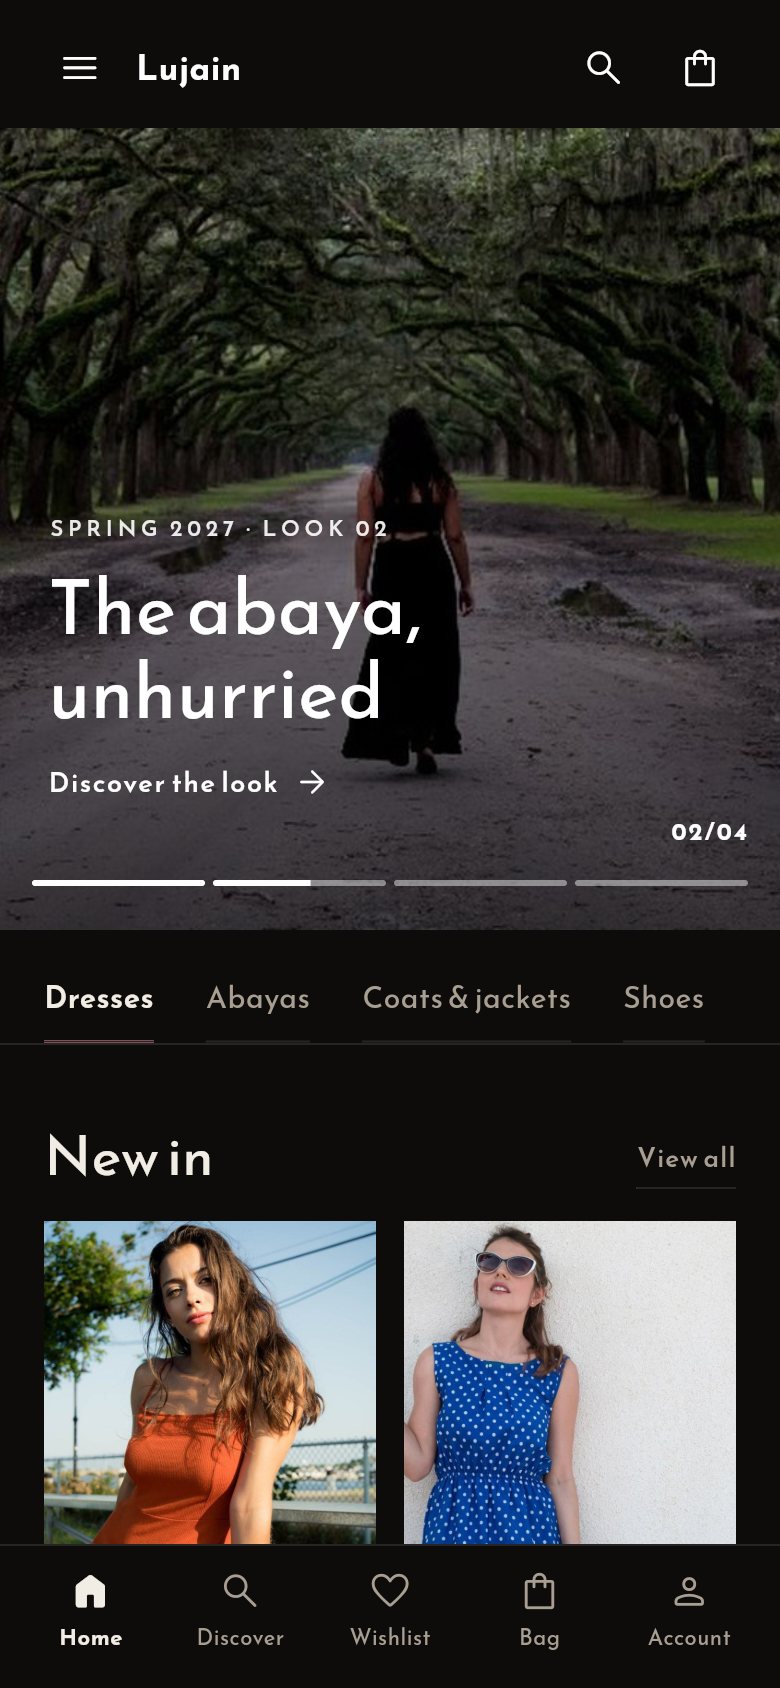 Lujain
SPRING 2027 · LOOK 02
The abaya,
unhurried
Discover the look
02/04
Dresses Abayas Coats & jackets Shoes
New in View all
Home Discover Wishlist Bag Account